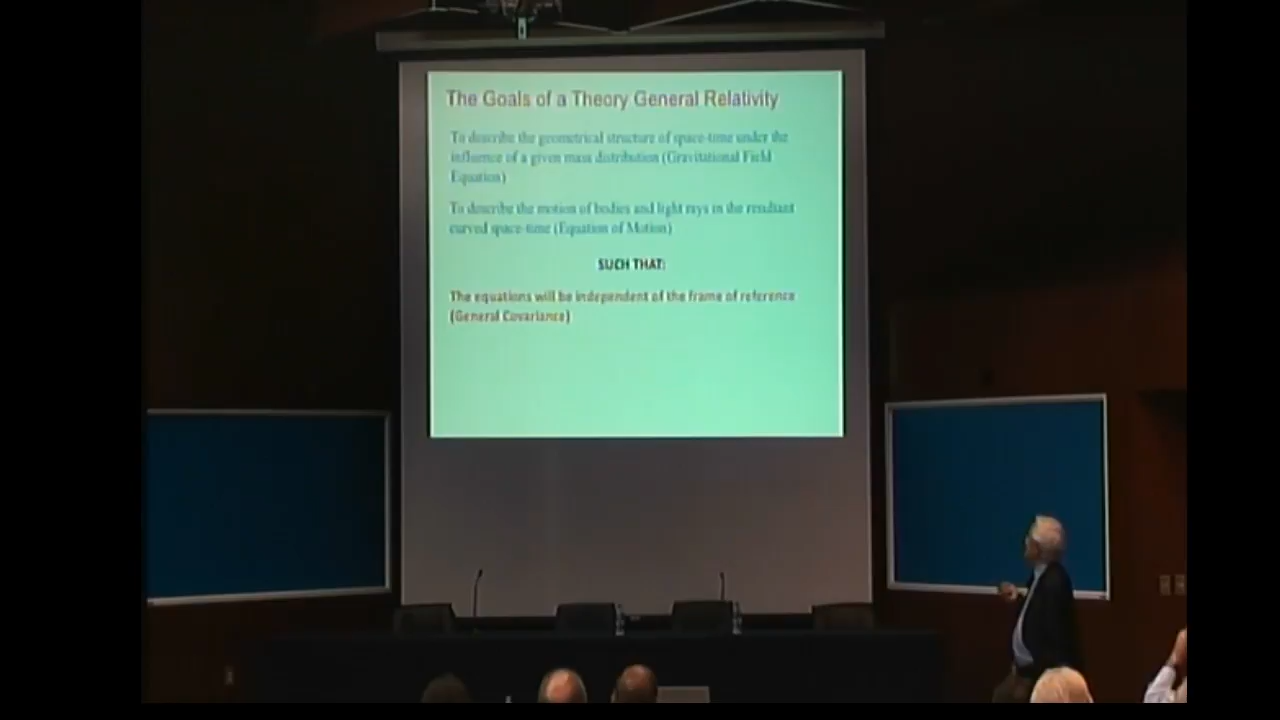 The Goals of a Theory General Relativity
To describe the geometrical structure of space-time under the
influence of a given mass distribution (Gravitational Field
Equation)
To describe the motion of bodies and light rays in the resultant
curved space-time (Equation of Motion)
SUCH THAT:
The equations will be independent of the frame of reference
(General Covariance)